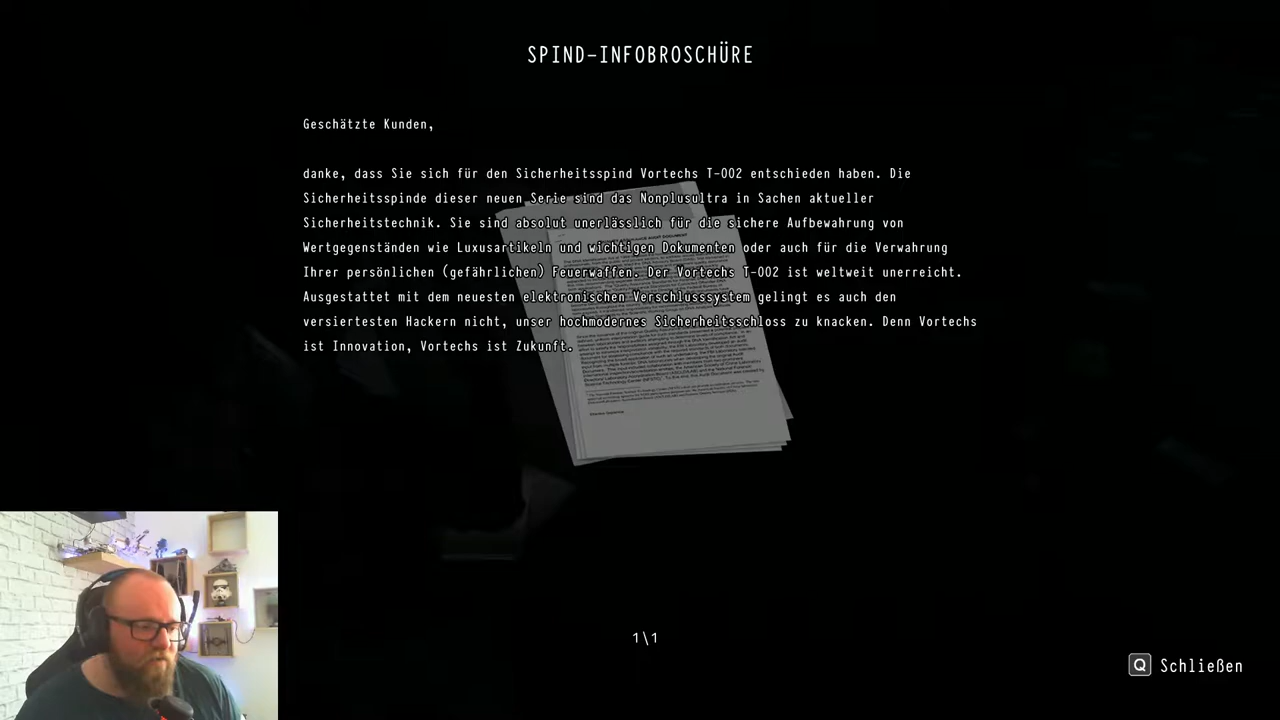 SPIND-INFOBROSCHÜRE
Geschätzte Kunden,
danke, dass Sie sich für den Sicherheitsspind Vortechs T-002 entschieden haben. Die
Sicherheitsspinde dieser neuen Serie sind das Nonplusultra in Sachen aktueller
Sicherheitstechnik. Sie sind absolut unerlässlich für die sichere Aufbewahrung von
Wertgegenständen wie Luxusartikeln und wichtigen Dokumenten oder auch für die Verwahrung
Ihrer persönlichen (gefährlichen) Feuerwaffen. Der Vortechs T-002 ist weltweit unerreicht.
Ausgestattet mit dem neuesten elektronischen Verschlusssystem gelingt es auch den
versiertesten Hackern nicht, unser hochmodernes Sicherheitsschloss zu knacken. Denn Vortechs
ist Innovation, Vortechs ist Zukunft.
1\1
Q Schließen